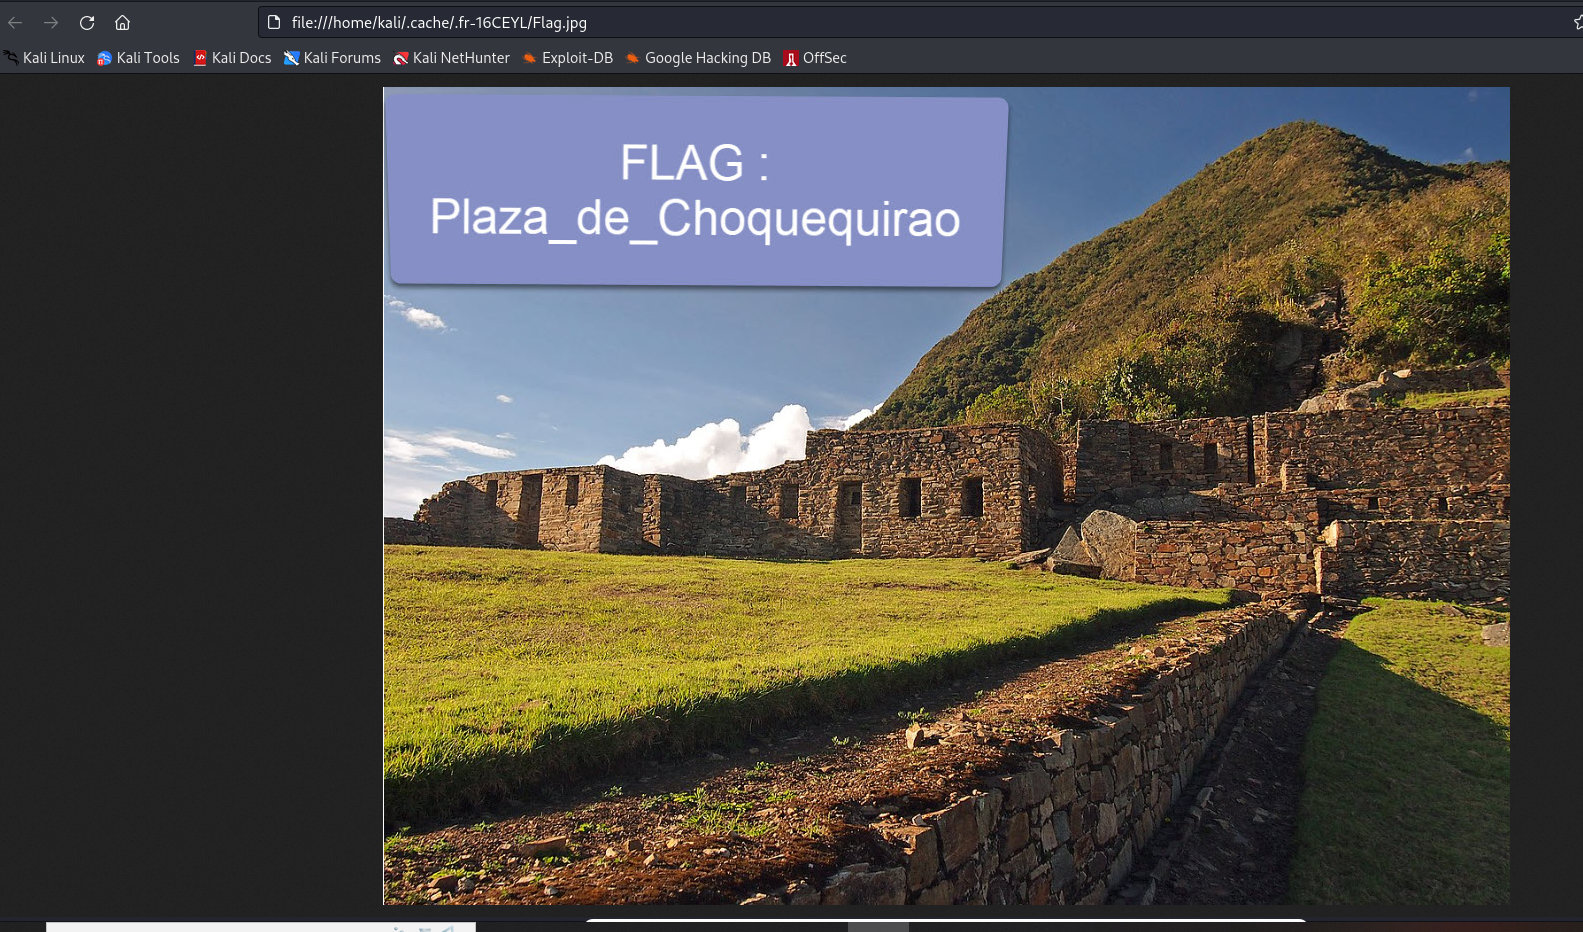 file:///home/kali/.cache/.fr-16CEYL/Flag.jpg
Kali Linux Kali Tools Kali Docs Kali Forums Kali NetHunter Exploit-DB Google Hacking DB OffSec
FLAG :
Plaza_de_Choquequirao